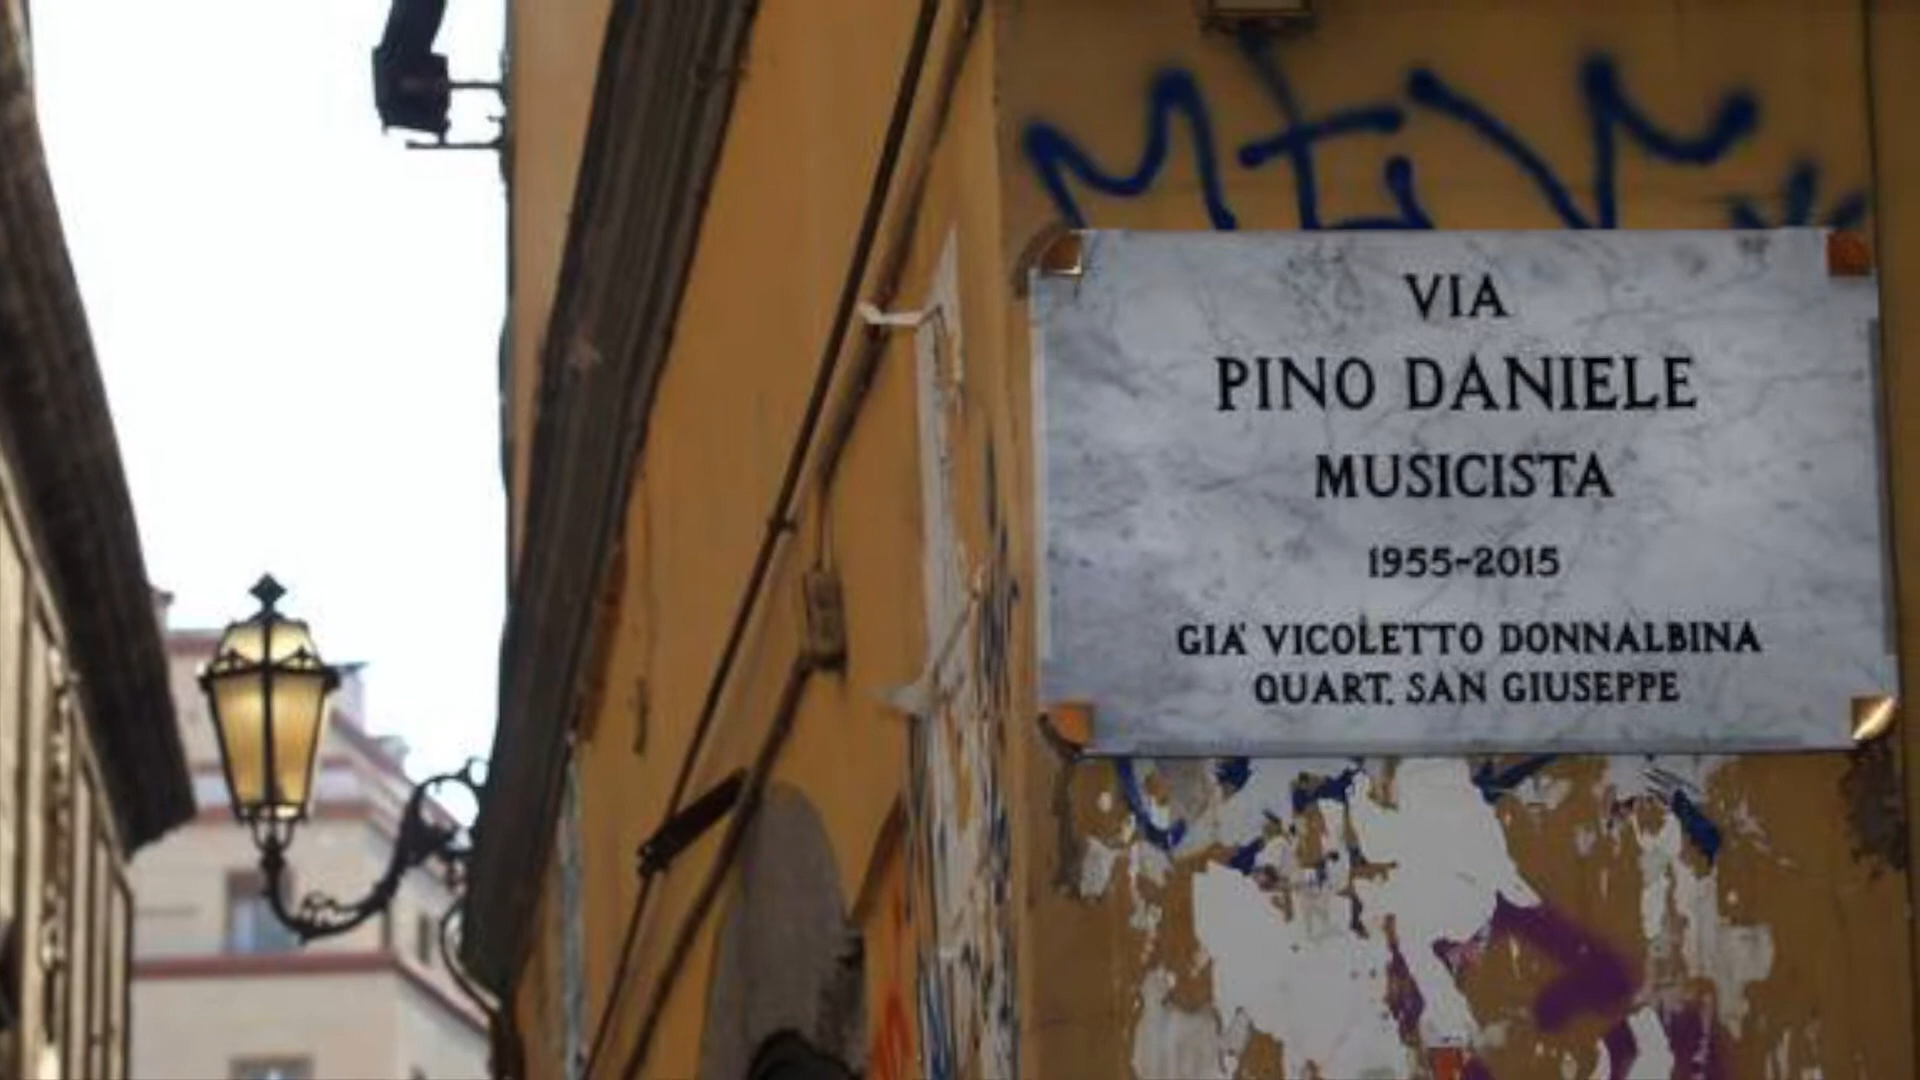 VIA
PINO DANIELE
MUSICISTA
1955-2015
GIA' VICOLETTO DONNALBINA
QUART. SAN GIUSEPPE